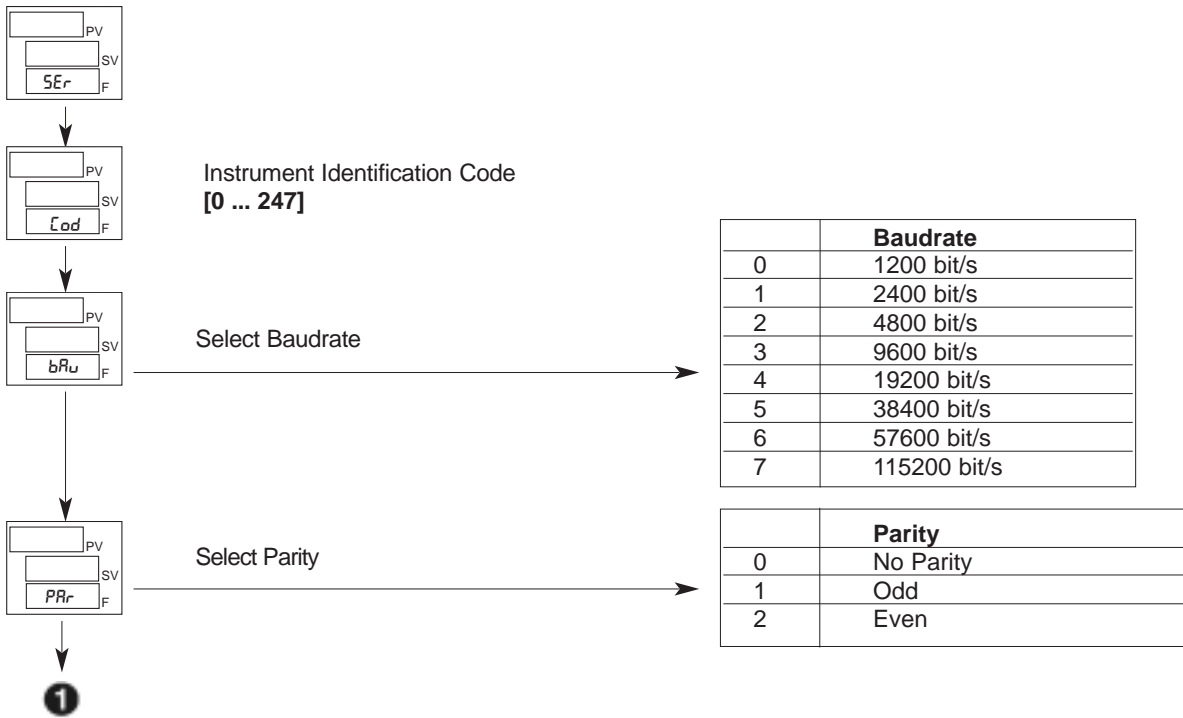 PV
SV
SEr F
PV
SV
Cod F
Instrument Identification Code
[0 ... 247]
PV
SV
bAu F
Select Baudrate
Baudrate
0 1200 bit/s
1 2400 bit/s
2 4800 bit/s
3 9600 bit/s
4 19200 bit/s
5 38400 bit/s
6 57600 bit/s
7 115200 bit/s
PV
SV
PAr F
Select Parity
Parity
0 No Parity
1 Odd
2 Even
1